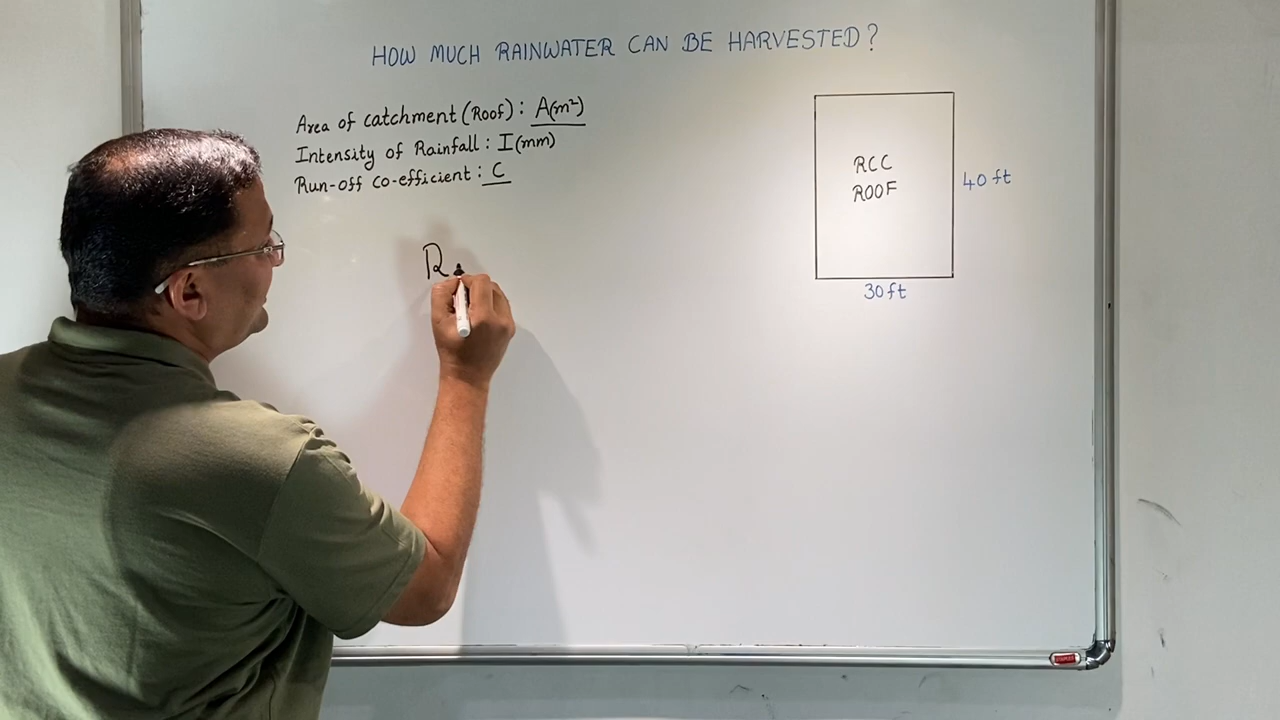 HOW MUCH RAINWATER CAN BE HARVESTED?
Area of catchment (Roof) : A(m²)
Intensity of Rainfall : I(mm)
Run-off co-efficient : C
R
RCC
ROOF
40 ft
30 ft